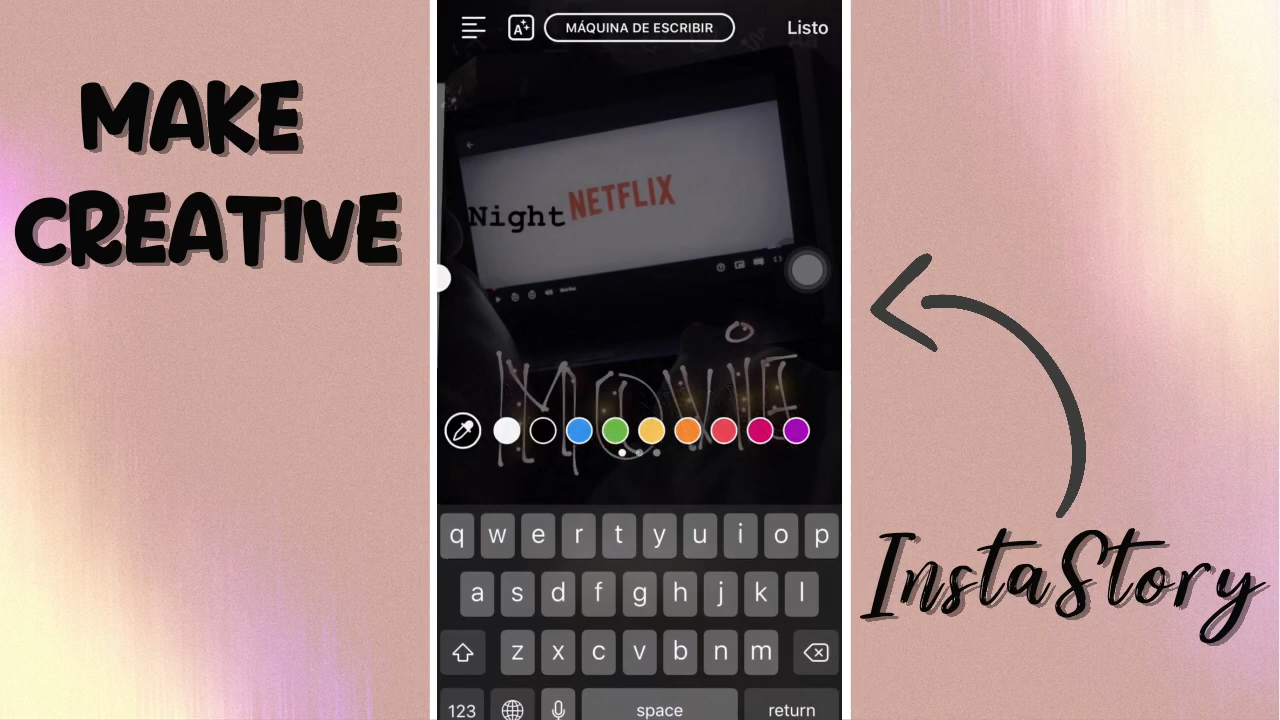 MAKE
CREATIVE
MÁQUINA DE ESCRIBIR
Listo
Night NETFLIX
MOVIE
q w e r t y u i o p
a s d f g h j k l
z x c v b n m
123 space return
InstaStory